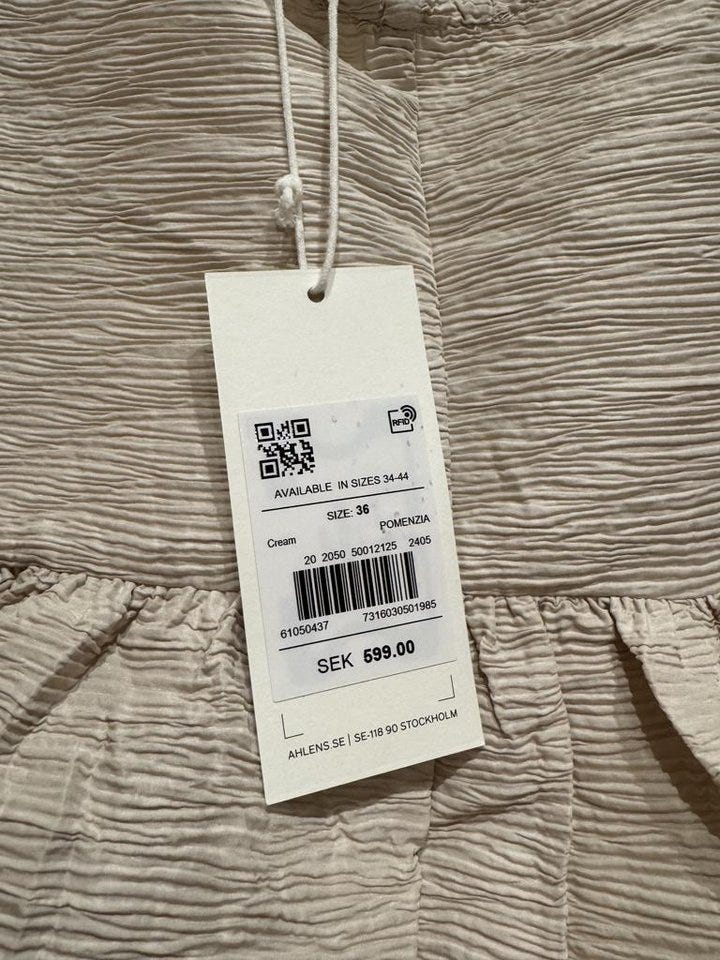 RFID
AVAILABLE IN SIZES 34-44
SIZE: 36
Cream POMENZIA
20 2050 50012125 2405
61050437 7316030501985
SEK 599.00
AHLENS.SE | SE-118 90 STOCKHOLM